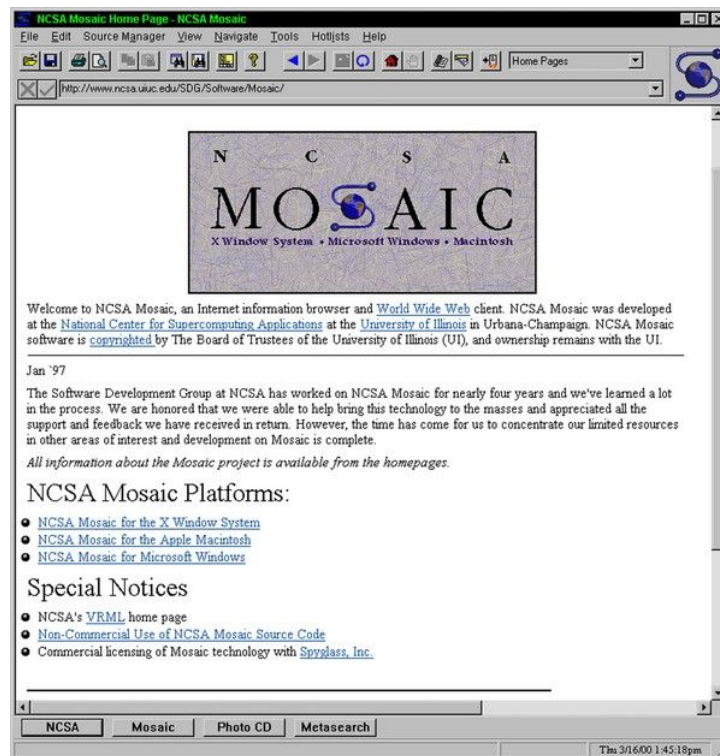 NCSA Mosaic Home Page - NCSA Mosaic
File Edit Source Manager View Navigate Tools Hotlists Help
Home Pages
http://www.ncsa.uiuc.edu/SDG/Software/Mosaic/
N C S A
MOSAIC
X Window System • Microsoft Windows • Macintosh
Welcome to NCSA Mosaic, an Internet information browser and World Wide Web client. NCSA Mosaic was developed
at the National Center for Supercomputing Applications at the University of Illinois in Urbana-Champaign. NCSA Mosaic
software is copyrighted by The Board of Trustees of the University of Illinois (UI), and ownership remains with the UI.
Jan `97
The Software Development Group at NCSA has worked on NCSA Mosaic for nearly four years and we've learned a lot
in the process. We are honored that we were able to help bring this technology to the masses and appreciated all the
support and feedback we have received in return. However, the time has come for us to concentrate our limited resources
in other areas of interest and development on Mosaic is complete.
All information about the Mosaic project is available from the homepages.
NCSA Mosaic Platforms:
NCSA Mosaic for the X Window System
NCSA Mosaic for the Apple Macintosh
NCSA Mosaic for Microsoft Windows
Special Notices
NCSA's VRML home page
Non-Commercial Use of NCSA Mosaic Source Code
Commercial licensing of Mosaic technology with Spyglass, Inc.
NCSA Mosaic Photo CD Metasearch
Thu 3/16/00 1:45:18pm